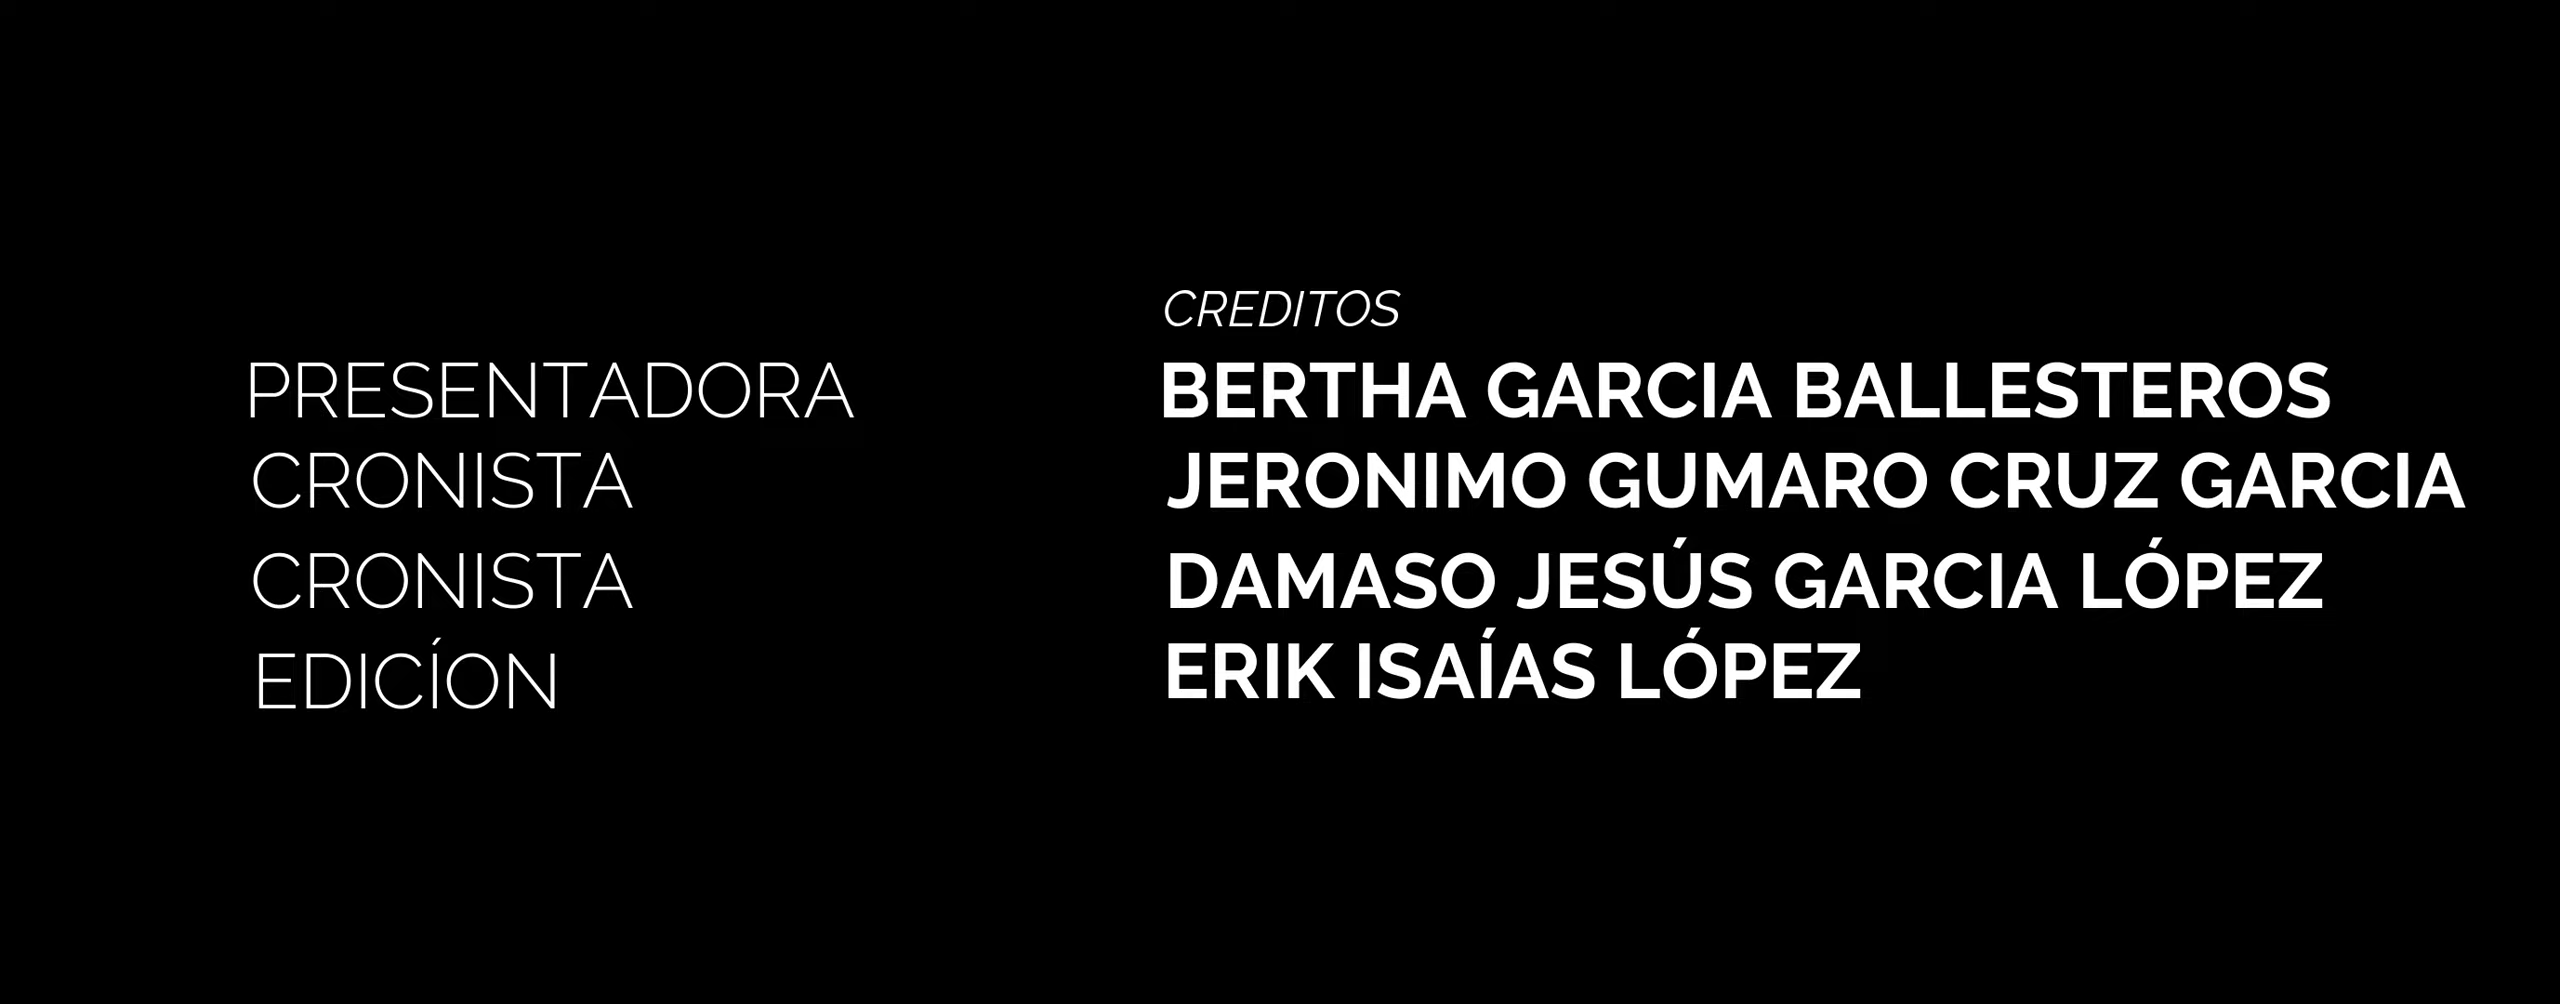 CREDITOS
PRESENTADORA BERTHA GARCIA BALLESTEROS
CRONISTA JERONIMO GUMARO CRUZ GARCIA
CRONISTA DAMASO JESÚS GARCIA LÓPEZ
EDICÍON ERIK ISAÍAS LÓPEZ